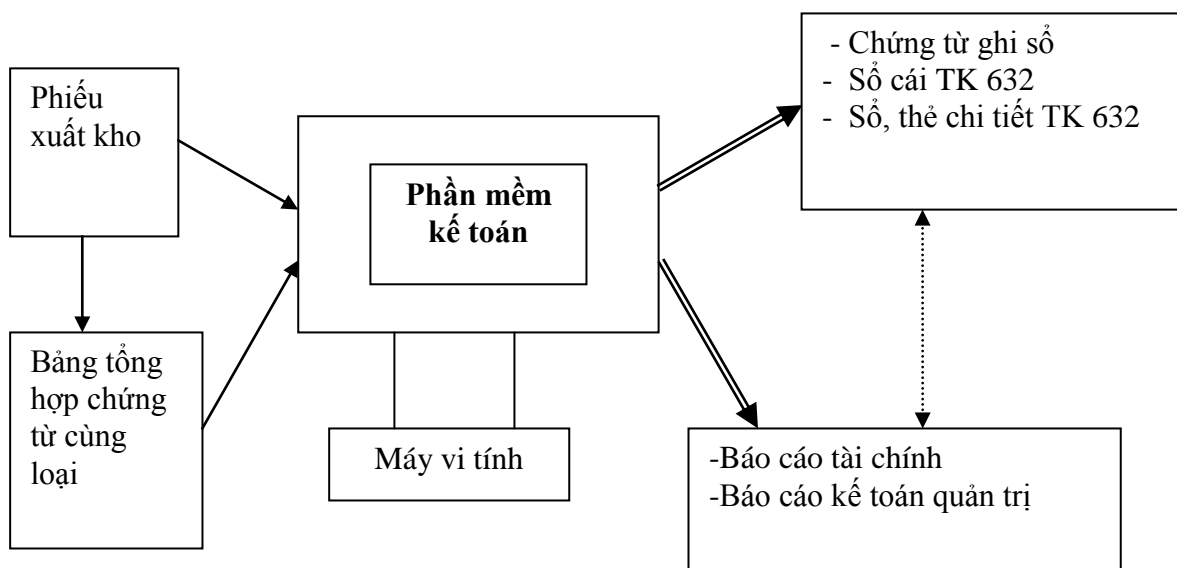 Phiếu
xuất kho
Bảng tổng
hợp chứng
từ cùng
loại
Phần mềm
kế toán
Máy vi tính
- Chứng từ ghi sổ
- Sổ cái TK 632
- Sổ, thẻ chi tiết TK 632
-Báo cáo tài chính
-Báo cáo kế toán quản trị